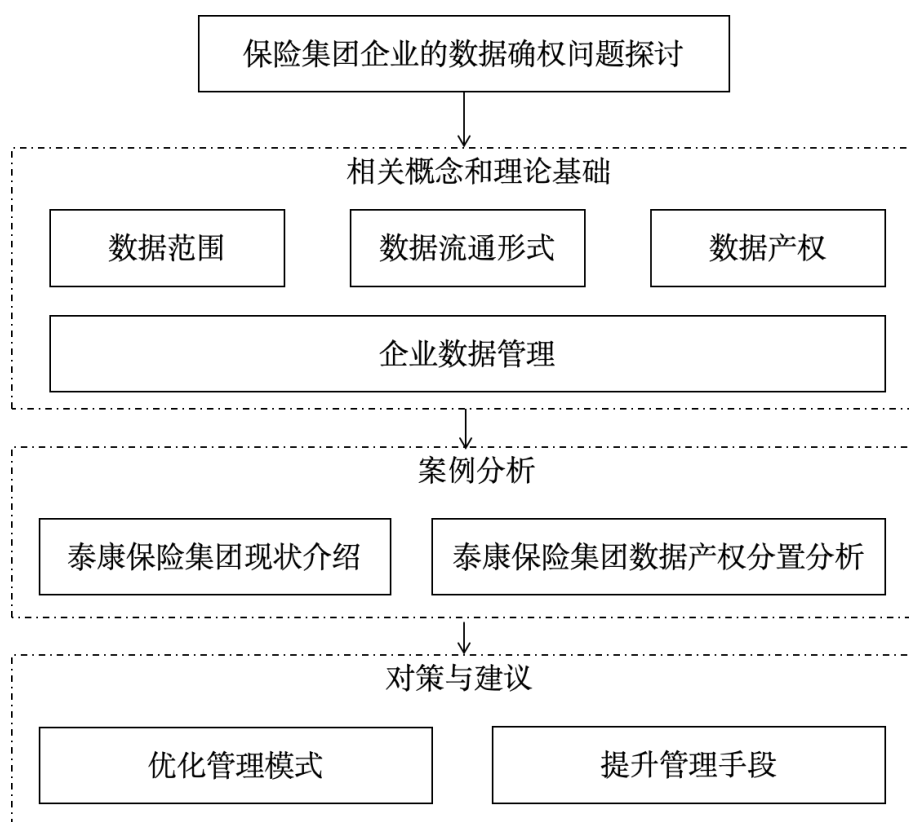 保险集团企业的数据确权问题探讨
相关概念和理论基础
数据范围
数据流通形式
数据产权
企业数据管理
案例分析
泰康保险集团现状介绍
泰康保险集团数据产权分置分析
对策与建议
优化管理模式
提升管理手段